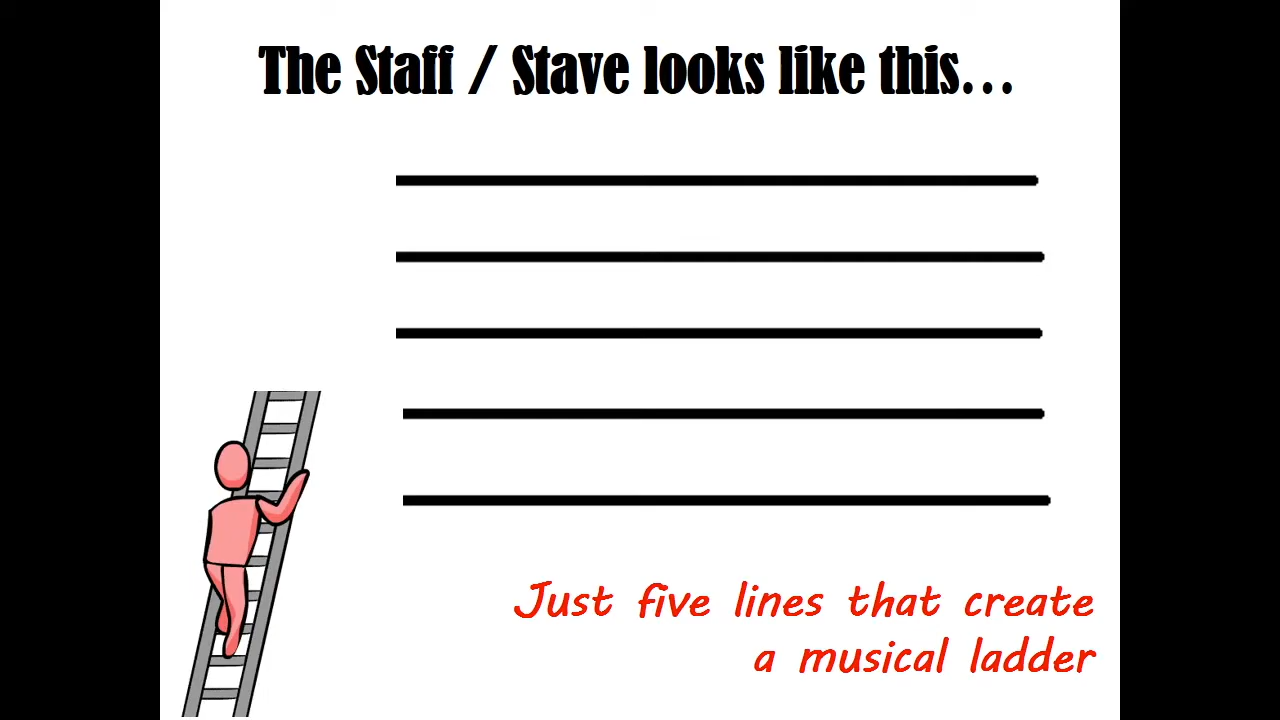 The Staff / Stave looks like this...
Just five lines that create
a musical ladder